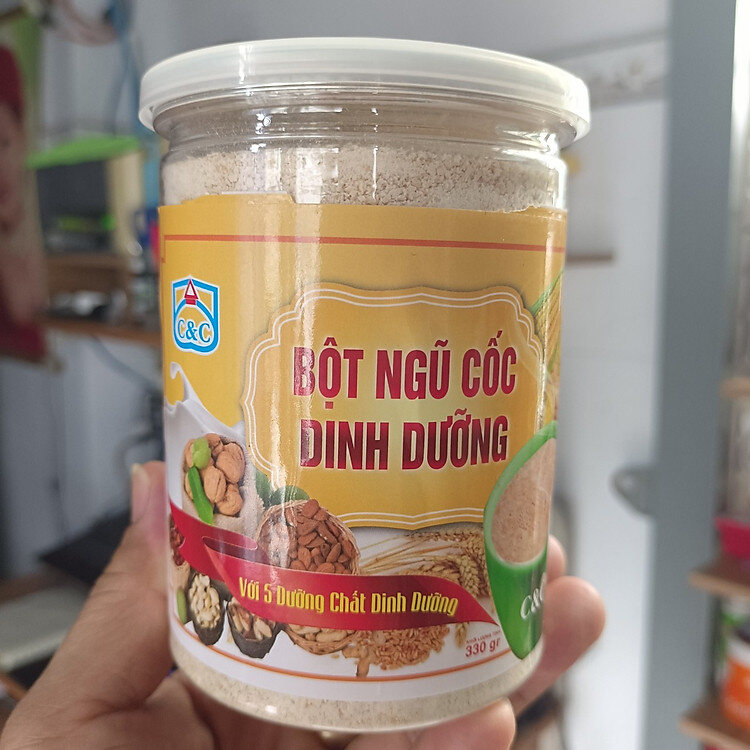 C&C
BỘT NGŨ CỐC
DINH DƯỠNG
Với 5 Dưỡng Chất Dinh Dưỡng
330 gr